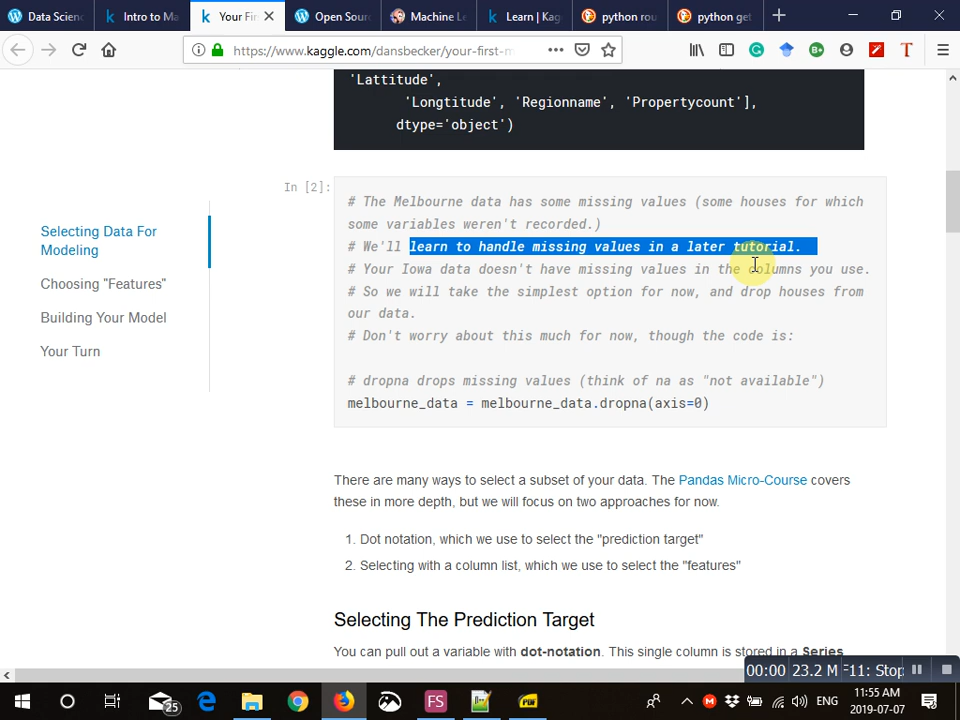 Data Scienc
Intro to Ma
Your Fir
Open Sourc
Machine Le
Learn | Kag
python rou
python get
https://www.kaggle.com/dansbecker/your-first-m
'Lattitude',
'Longtitude', 'Regionname', 'Propertycount'],
dtype='object')
In [2]:
# The Melbourne data has some missing values (some houses for which
some variables weren't recorded.)
# We'll learn to handle missing values in a later tutorial.
# Your Iowa data doesn't have missing values in the columns you use.
# So we will take the simplest option for now, and drop houses from
our data.
# Don't worry about this much for now, though the code is:
# dropna drops missing values (think of na as "not available")
melbourne_data = melbourne_data.dropna(axis=0)
Selecting Data For
Modeling
Choosing "Features"
Building Your Model
Your Turn
There are many ways to select a subset of your data. The Pandas Micro-Course covers
these in more depth, but we will focus on two approaches for now.
1. Dot notation, which we use to select the "prediction target"
2. Selecting with a column list, which we use to select the "features"
Selecting The Prediction Target
You can pull out a variable with dot-notation. This single column is stored in a Series
00:00 23.2 M F11: Stop
25
FS
PDF
ENG
11:55 AM
2019-07-07